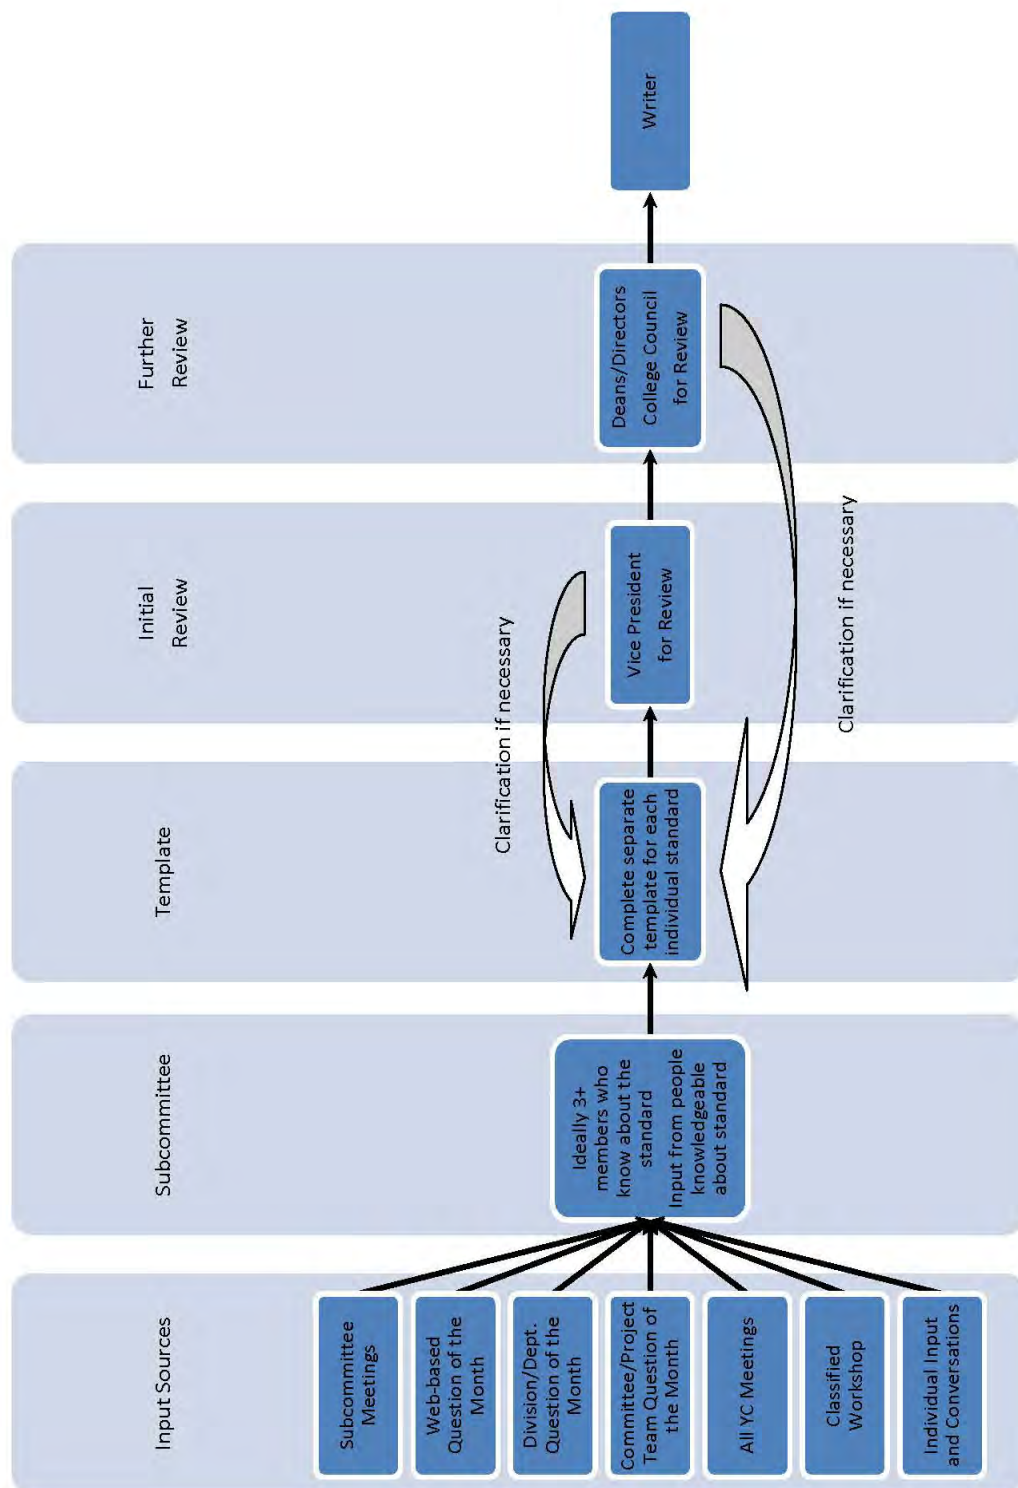 Input Sources
Subcommittee
Meetings
Web-based
Question of the
Month
Division/Dept.
Question of the
Month
Committee/Project
Team Question of
the Month
All YC Meetings
Classified
Workshop
Individual Input
and Conversations
Subcommittee
Ideally 3+
members who
know about the
standard
Input from people
knowledgeable
about standard
Template
Complete separate
template for each
individual standard
Clarification if necessary
Initial
Review
Vice President
for Review
Further
Review
Deans/Directors
College Council
for Review
Clarification if necessary
Writer